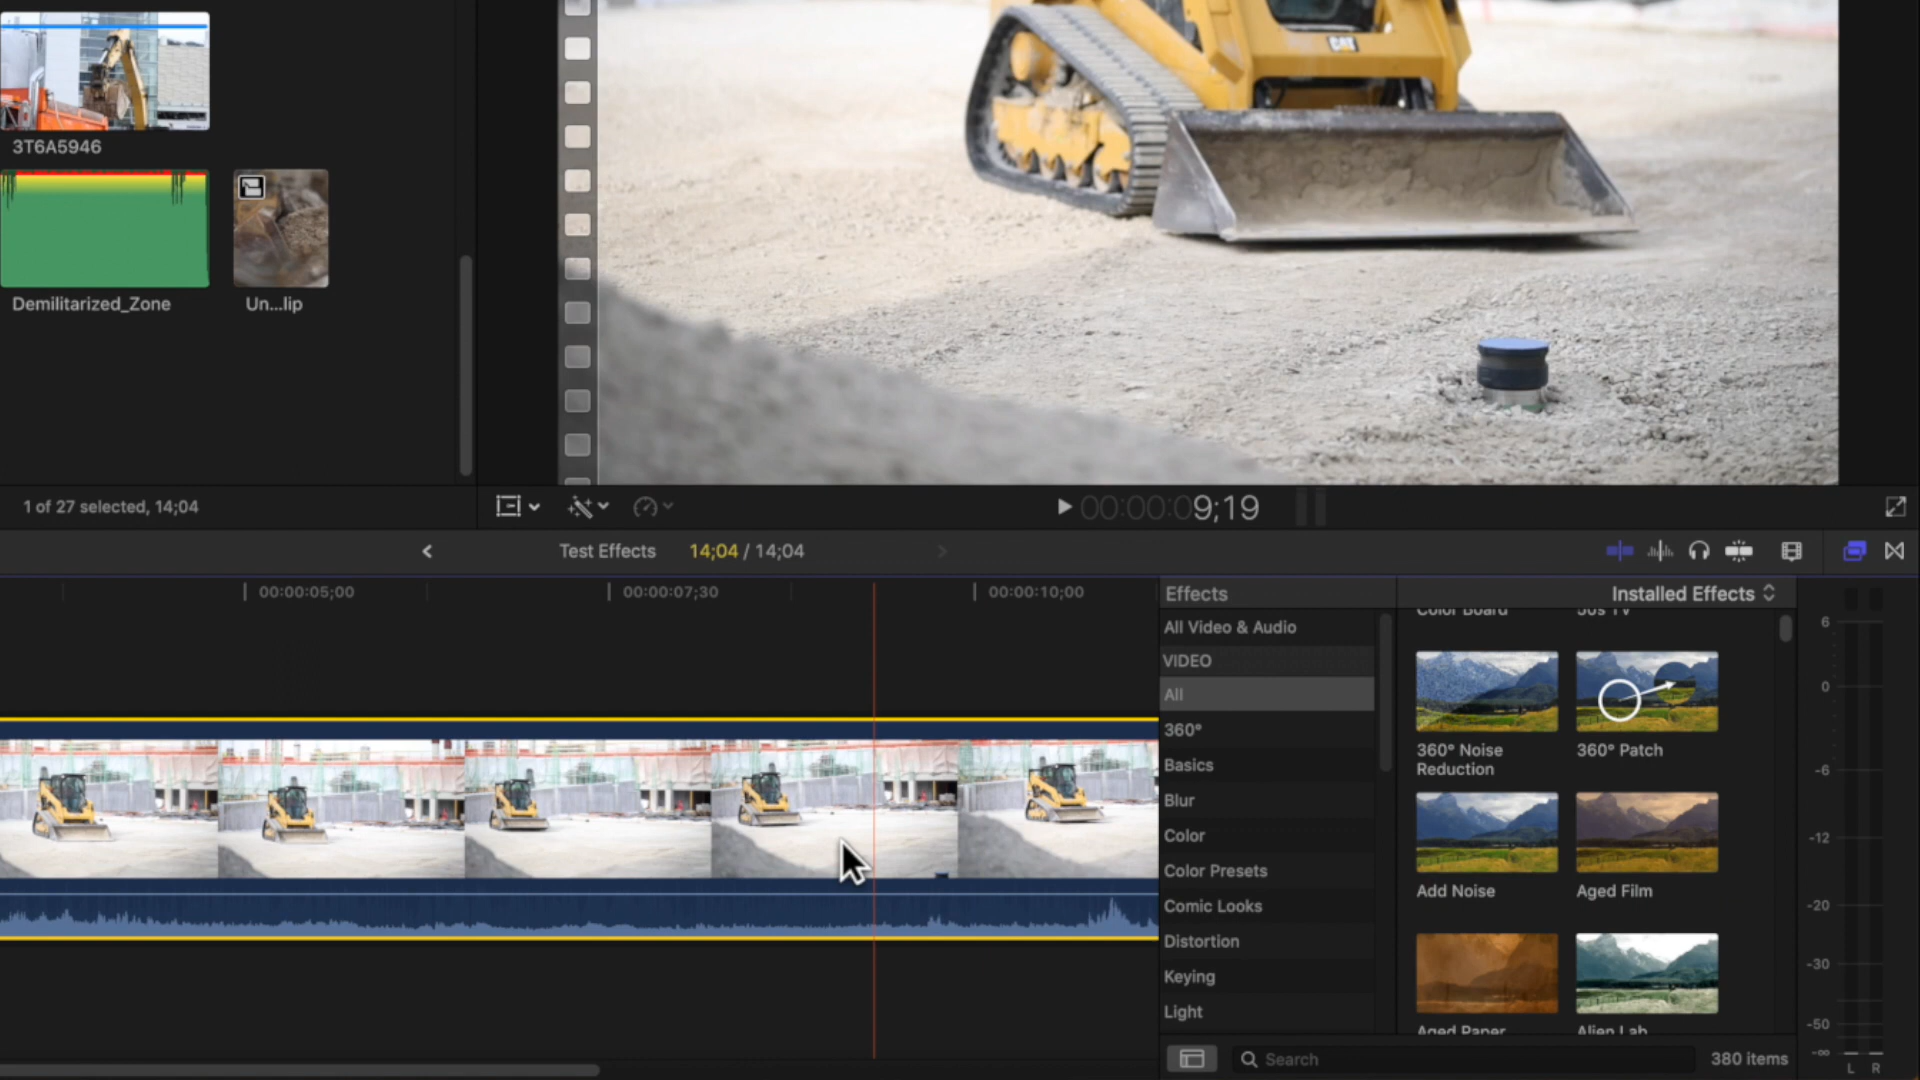 CAT
3T6A5946
Demilitarized_Zone
Un...lip
1 of 27 selected, 14;04
00:00:09;19
Test Effects
14;04 / 14;04
00:00:05;00
00:00:07;30
00:00:10;00
Effects
Installed Effects
All Video & Audio
VIDEO
All
360°
Basics
Blur
Color
Color Presets
Comic Looks
Distortion
Keying
Light
Color Board
50s TV
360° Noise
Reduction
360° Patch
Add Noise
Aged Film
Aged Paper
Alien Lab
Search
380 items
6
0
-6
-12
-20
-30
-50
-∞
L R